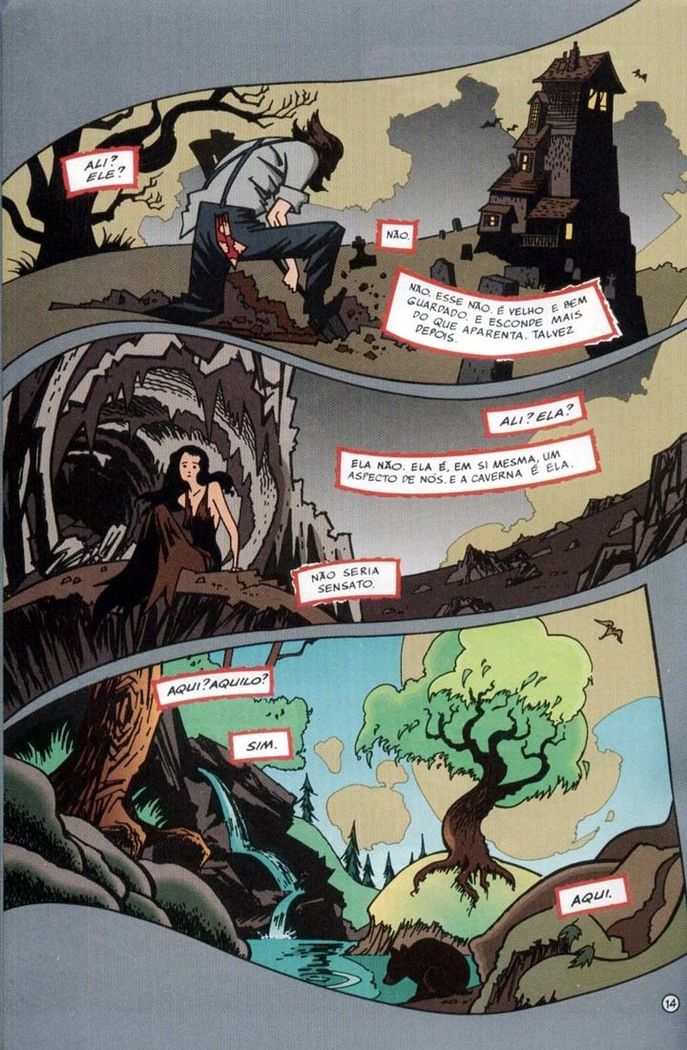 ALI?
ELE?
NÃO.
NÃO. ESSE NÃO. É VELHO E BEM
GUARDADO. E ESCONDE MAIS
DO QUE APARENTA. TALVEZ
DEPOIS.
ALI? ELA?
ELA NÃO. ELA É, EM SI MESMA, UM
ASPECTO DE NÓS. E A CAVERNA É ELA.
NÃO SERIA
SENSATO.
AQUI? AQUILO?
SIM.
AQUI.
14